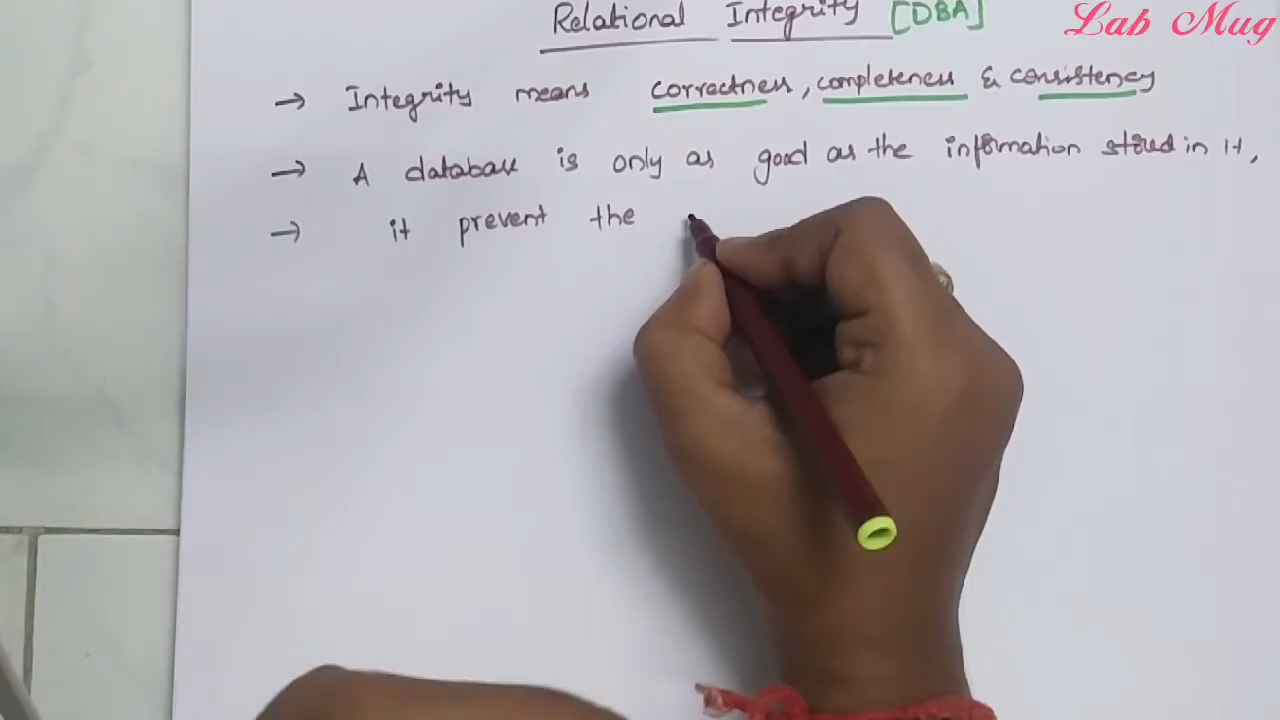 Relational Integrity [DBA]
Lab Mug
→ Integrity means correctness, completeness & consistency
→ A database is only as good as the information stored in it,
→ it prevent the